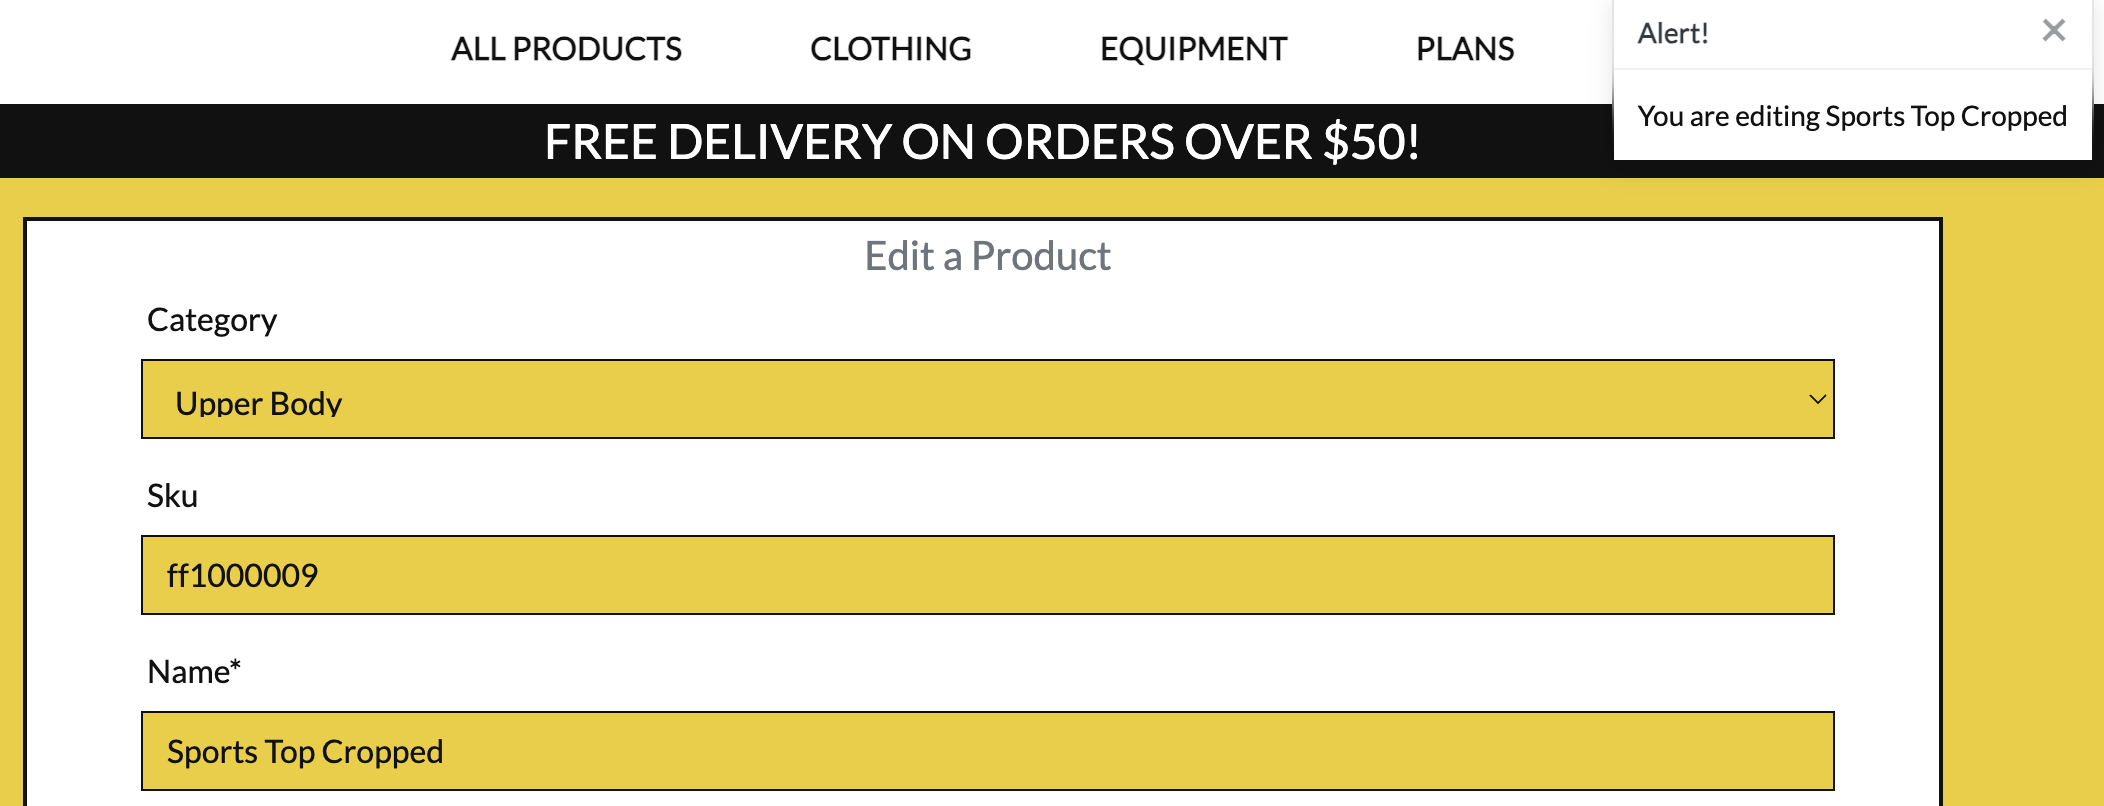 ALL PRODUCTS CLOTHING EQUIPMENT PLANS
Alert!
You are editing Sports Top Cropped
FREE DELIVERY ON ORDERS OVER $50!
Edit a Product
Category
Upper Body
Sku
ff1000009
Name*
Sports Top Cropped